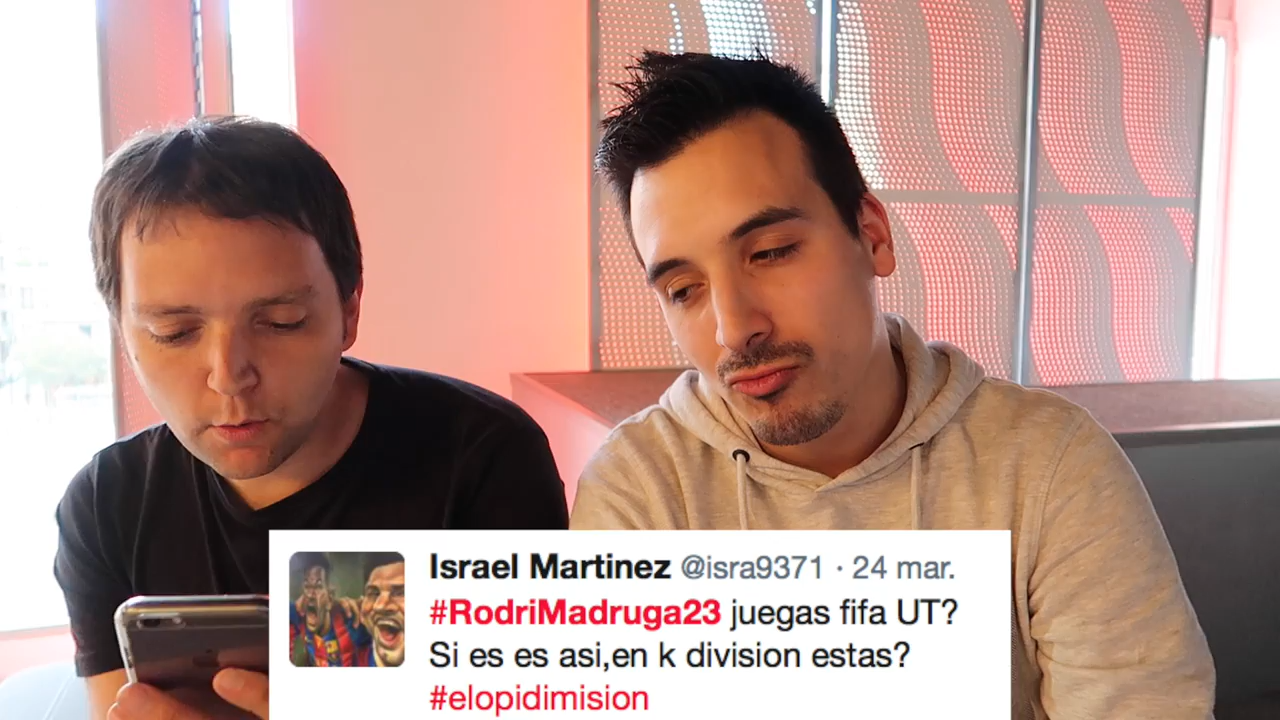 Israel Martinez @isra9371 · 24 mar.
#RodriMadruga23 juegas fifa UT?
Si es es asi,en k division estas?
#elopidimision